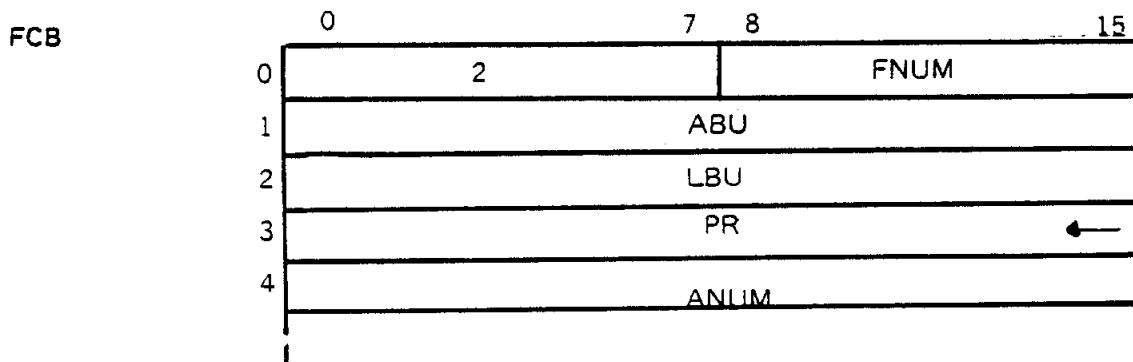 0 7 8 15
FCB
0 2 FNUM
1 ABU
2 LBU
3 PR
4 ANUM